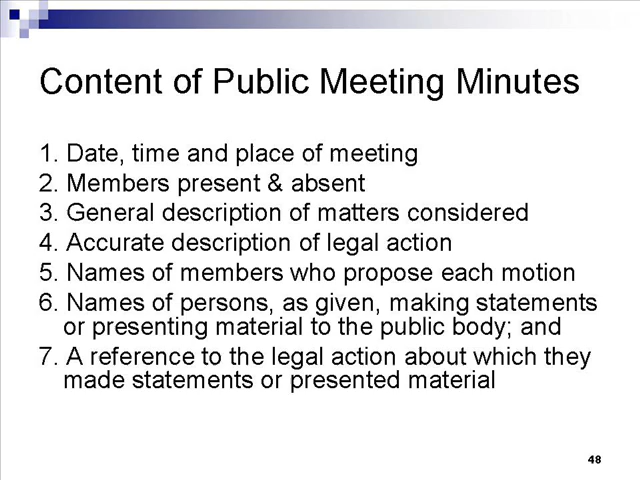 Content of Public Meeting Minutes
1. Date, time and place of meeting
2. Members present & absent
3. General description of matters considered
4. Accurate description of legal action
5. Names of members who propose each motion
6. Names of persons, as given, making statements
or presenting material to the public body; and
7. A reference to the legal action about which they
made statements or presented material
48